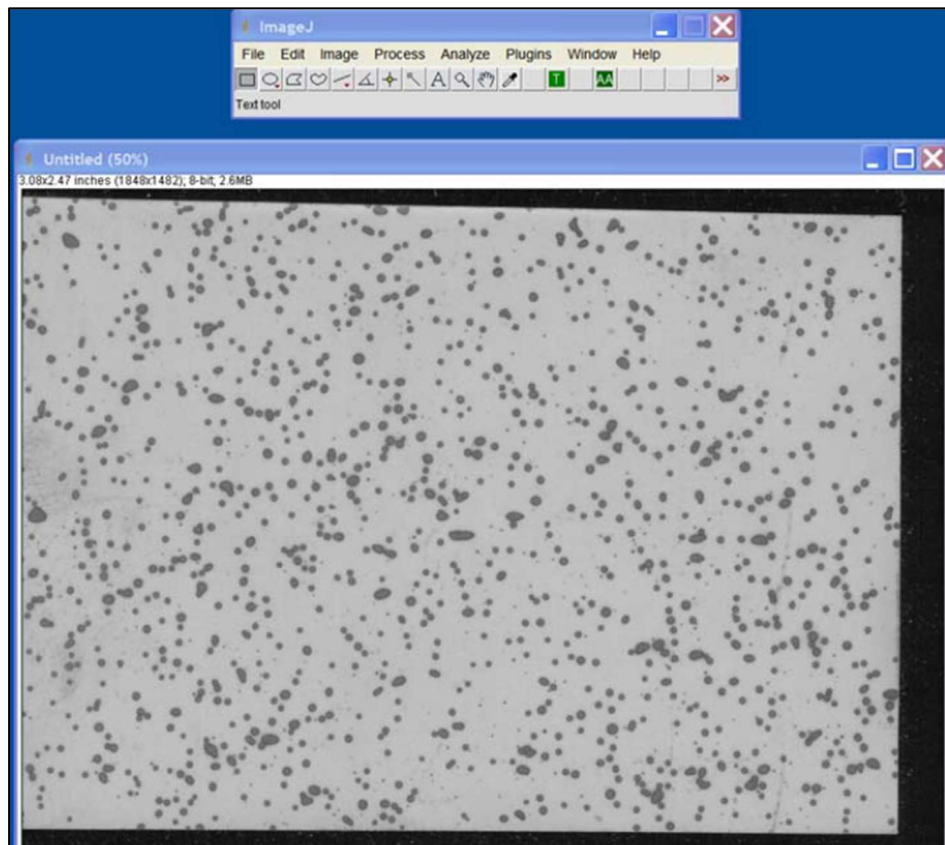 ImageJ
File Edit Image Process Analyze Plugins Window Help
A T AA >>
Text tool
Untitled (50%)
3.08x2.47 inches (1848x1482); 8-bit; 2.6MB